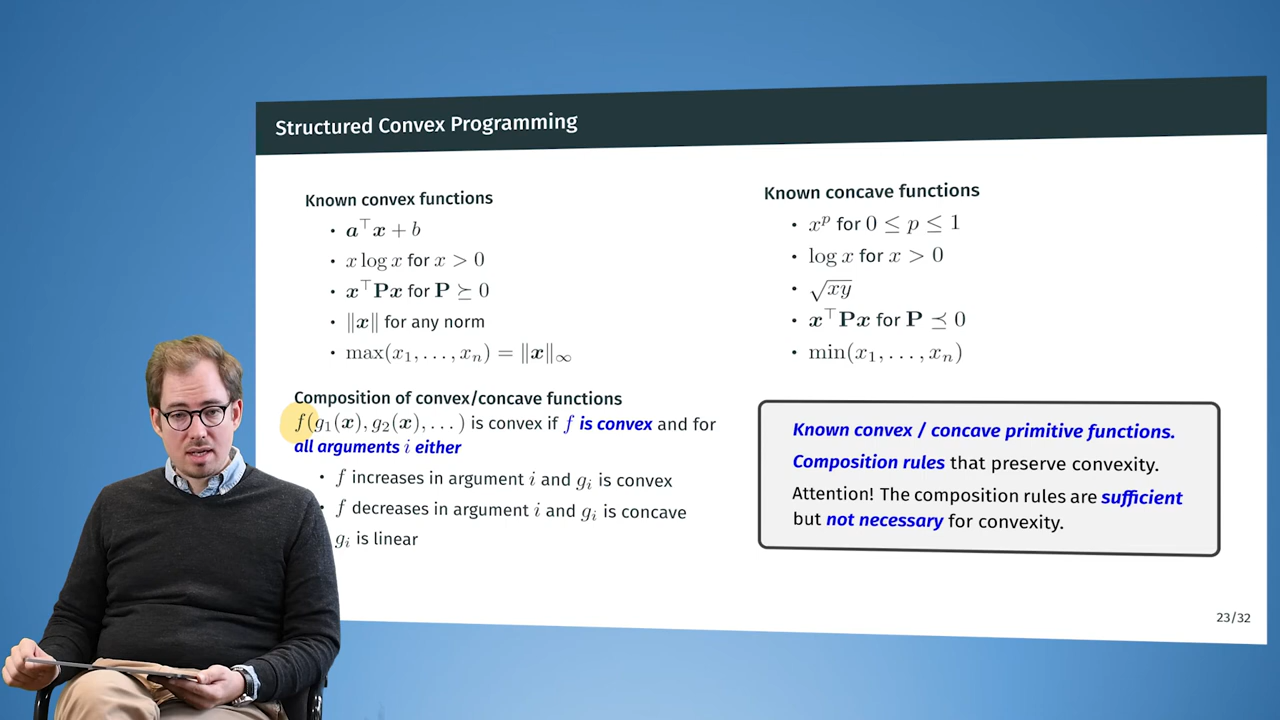 Structured Convex Programming
Known convex functions
• a⊤x + b
• x log x for x > 0
• x⊤Px for P ⪰ 0
• ‖x‖ for any norm
• max(x₁, . . . , xₙ) = ‖x‖∞
Composition of convex/concave functions
f(g₁(x), g₂(x), . . . ) is convex if f is convex and for
all arguments i either
• f increases in argument i and gᵢ is convex
• f decreases in argument i and gᵢ is concave
gᵢ is linear
Known concave functions
• xᵖ for 0 ≤ p ≤ 1
• log x for x > 0
• √xy
• x⊤Px for P ⪯ 0
• min(x₁, . . . , xₙ)
Known convex / concave primitive functions.
Composition rules that preserve convexity.
Attention! The composition rules are sufficient
but not necessary for convexity.
23/32